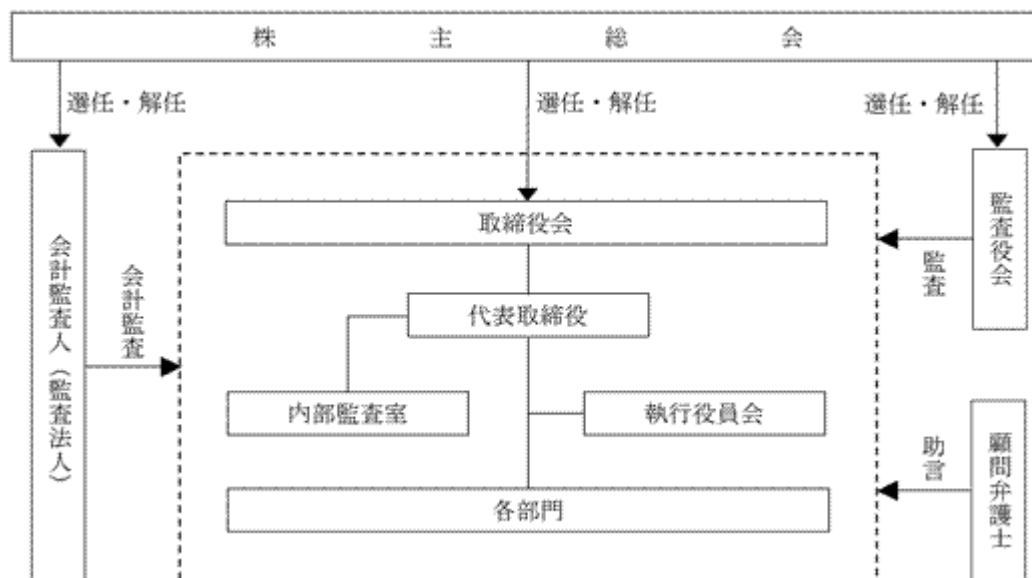 株主総会
選任・解任
選任・解任
選任・解任
会計監査人（監査法人）
会計監査
取締役会
代表取締役
内部監査室
執行役員会
各部門
監査役会
監査
顧問弁護士
助言